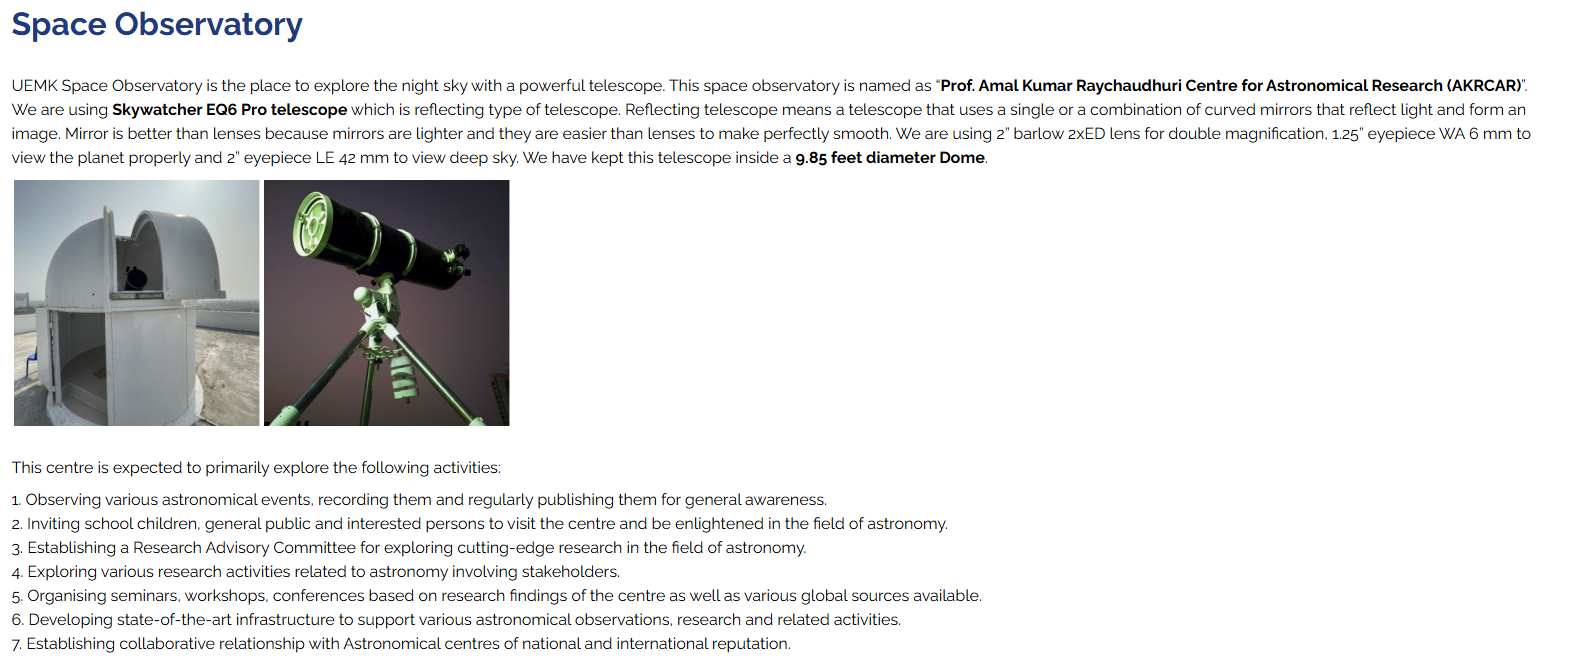 Space Observatory
UEMK Space Observatory is the place to explore the night sky with a powerful telescope. This space observatory is named as “Prof. Amal Kumar Raychaudhuri Centre for Astronomical Research (AKRCAR)”.
We are using Skywatcher EQ6 Pro telescope which is reflecting type of telescope. Reflecting telescope means a telescope that uses a single or a combination of curved mirrors that reflect light and form an
image. Mirror is better than lenses because mirrors are lighter and they are easier than lenses to make perfectly smooth. We are using 2” barlow 2xED lens for double magnification, 1.25” eyepiece WA 6 mm to
view the planet properly and 2” eyepiece LE 42 mm to view deep sky. We have kept this telescope inside a 9.85 feet diameter Dome.
This centre is expected to primarily explore the following activities:
1. Observing various astronomical events, recording them and regularly publishing them for general awareness.
2. Inviting school children, general public and interested persons to visit the centre and be enlightened in the field of astronomy.
3. Establishing a Research Advisory Committee for exploring cutting-edge research in the field of astronomy.
4. Exploring various research activities related to astronomy involving stakeholders.
5. Organising seminars, workshops, conferences based on research findings of the centre as well as various global sources available.
6. Developing state-of-the-art infrastructure to support various astronomical observations, research and related activities.
7. Establishing collaborative relationship with Astronomical centres of national and international reputation.